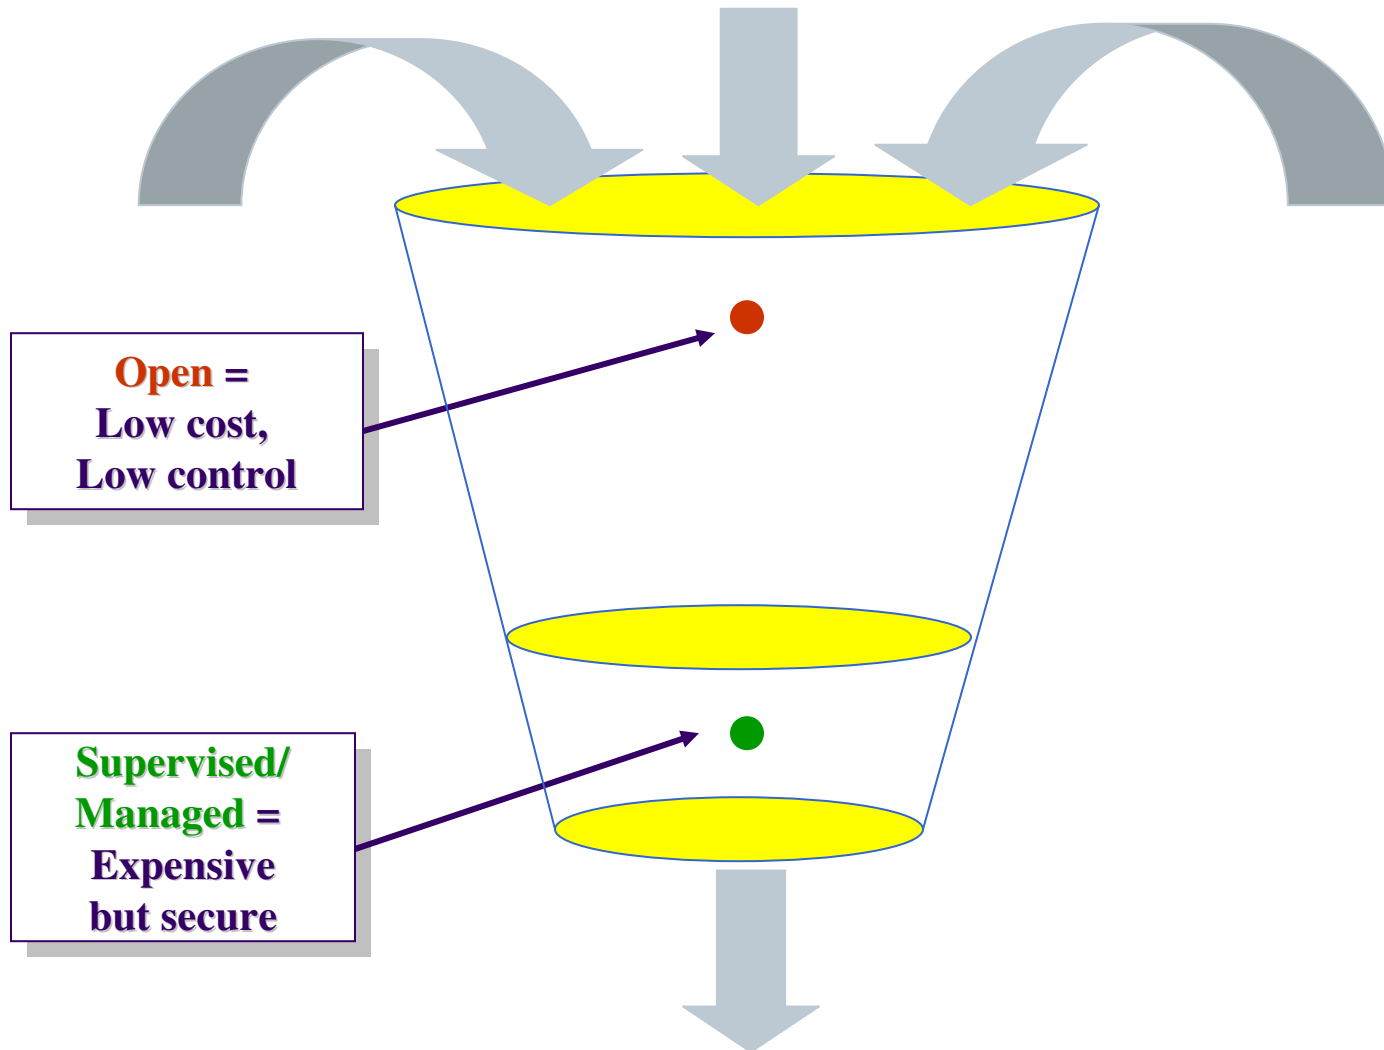 Open =
Low cost,
Low control
Supervised/
Managed =
Expensive
but secure